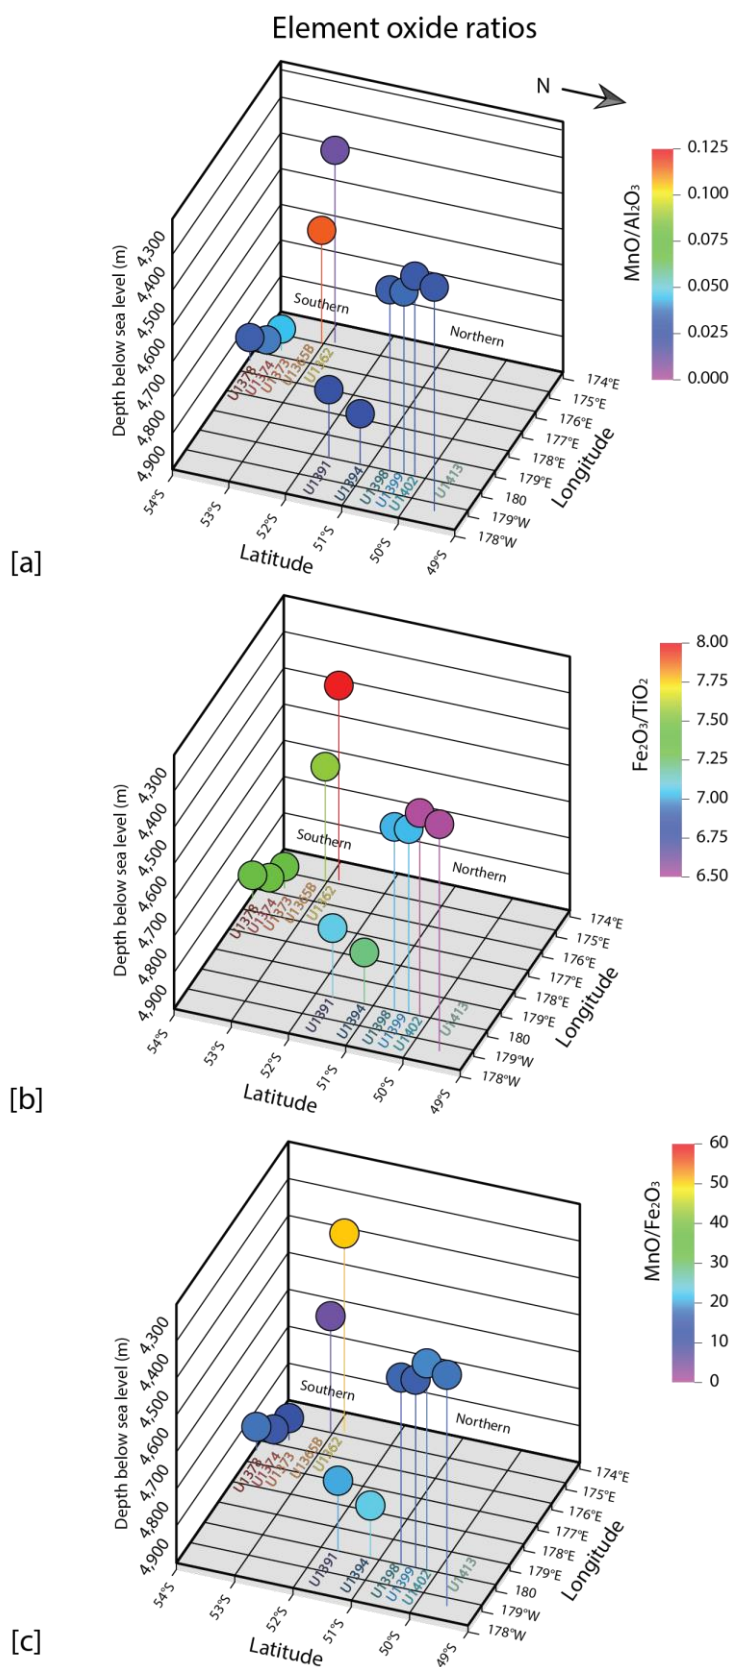 Element oxide ratios
N
MnO/Al₂O₃
0.125
0.100
0.075
0.050
0.025
0.000
Depth below sea level (m)
4,300
4,400
4,500
4,600
4,700
4,800
4,900
Southern
Northern
U1378
U1374
U1373
U1365B
U1362
U1391
U1394
U1398
U1399
U1402
U1413
174°E
175°E
176°E
177°E
178°E
179°E
180
179°W
178°W
Longitude
54°S
53°S
52°S
51°S
50°S
49°S
Latitude
[a]
Fe₂O₃/TiO₂
8.00
7.75
7.50
7.25
7.00
6.75
6.50
Depth below sea level (m)
4,300
4,400
4,500
4,600
4,700
4,800
4,900
Southern
Northern
U1378
U1374
U1373
U1365B
U1362
U1391
U1394
U1398
U1399
U1402
U1413
174°E
175°E
176°E
177°E
178°E
179°E
180
179°W
178°W
Longitude
54°S
53°S
52°S
51°S
50°S
49°S
Latitude
[b]
MnO/Fe₂O₃
60
50
40
30
20
10
0
Depth below sea level (m)
4,300
4,400
4,500
4,600
4,700
4,800
4,900
Southern
Northern
U1378
U1374
U1373
U1365B
U1362
U1391
U1394
U1398
U1399
U1402
U1413
174°E
175°E
176°E
177°E
178°E
179°E
180
179°W
178°W
Longitude
54°S
53°S
52°S
51°S
50°S
49°S
Latitude
[c]